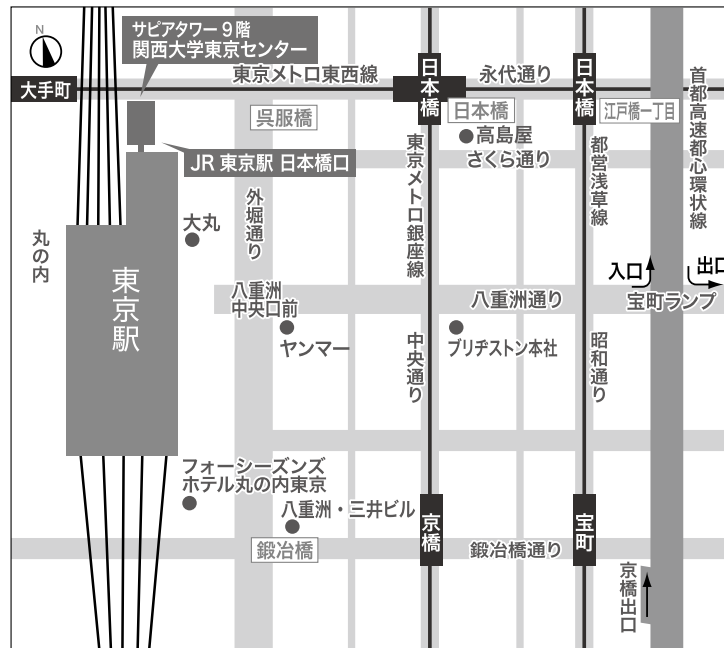 N
サピアタワー 9 階
関西大学東京センター
大手町
東京メトロ東西線
日本橋
永代通り
日本橋
首都高速都心環状線
呉服橋
日本橋
江戸橋一丁目
高島屋
さくら通り
JR 東京駅 日本橋口
東京メトロ銀座線
都営浅草線
外堀通り
大丸
丸の内
東京駅
入口
出口
宝町ランプ
八重洲
中央口前
八重洲通り
ヤンマー
ブリヂストン本社
中央通り
昭和通り
フォーシーズンズ
ホテル丸の内東京
八重洲・三井ビル
京橋
宝町
鍛冶橋
鍛冶橋通り
京橋出口